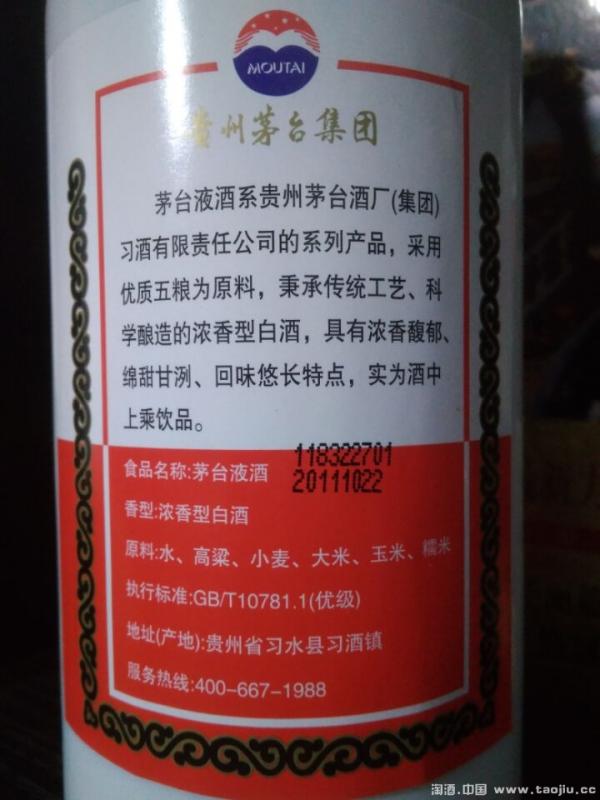 MOUTAI
贵州茅台集团
茅台液酒系贵州茅台酒厂(集团)
习酒有限责任公司的系列产品，采用
优质五粮为原料，秉承传统工艺、科
学酿造的浓香型白酒，具有浓香馥郁、
绵甜甘洌、回味悠长特点，实为酒中
上乘饮品。
118322701
食品名称:茅台液酒 20111022
香型:浓香型白酒
原料:水、高粱、小麦、大米、玉米、糯米
执行标准:GB/T10781.1(优级)
地址(产地):贵州省习水县习酒镇
服务热线:400-667-1988
淘酒.中国 www.taojiu.cc